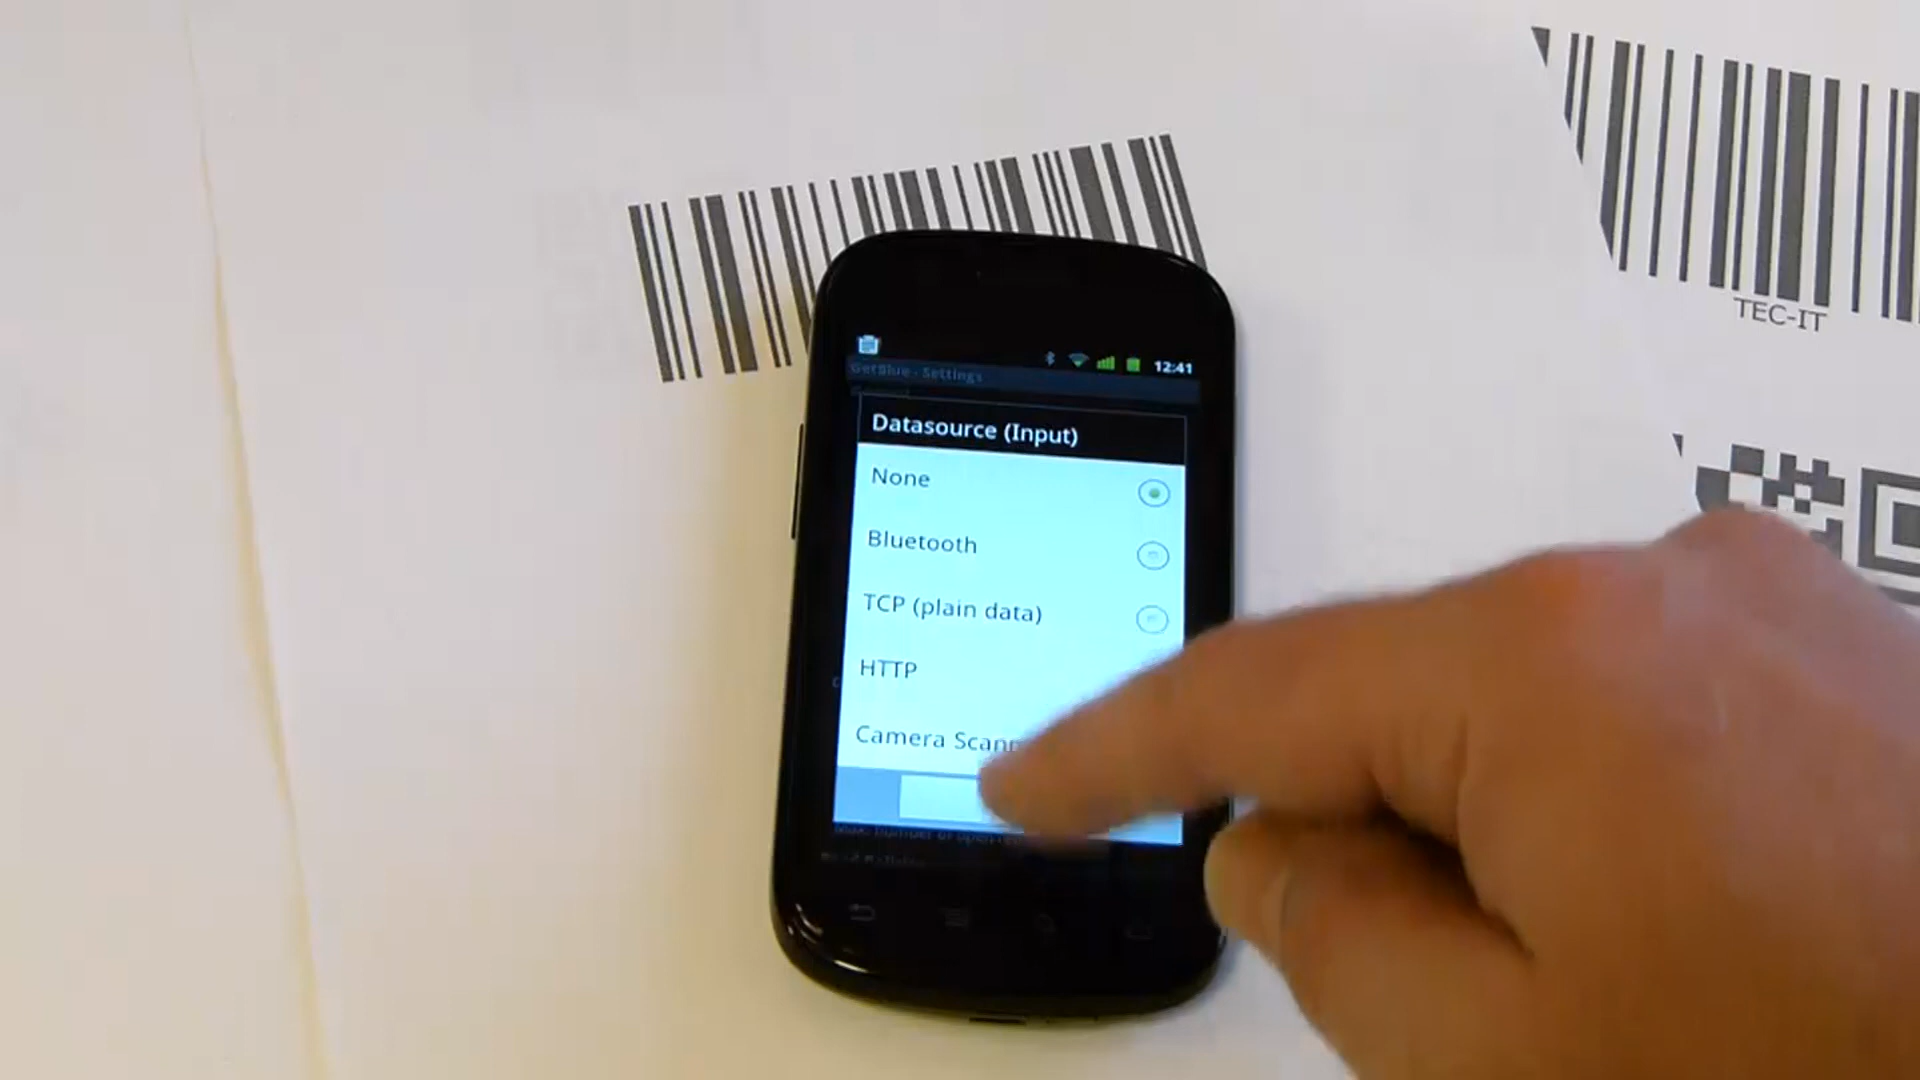 TEC-IT
12:41
GetBlue - Settings
Datasource (Input)
None
Bluetooth
TCP (plain data)
HTTP
Camera Scann